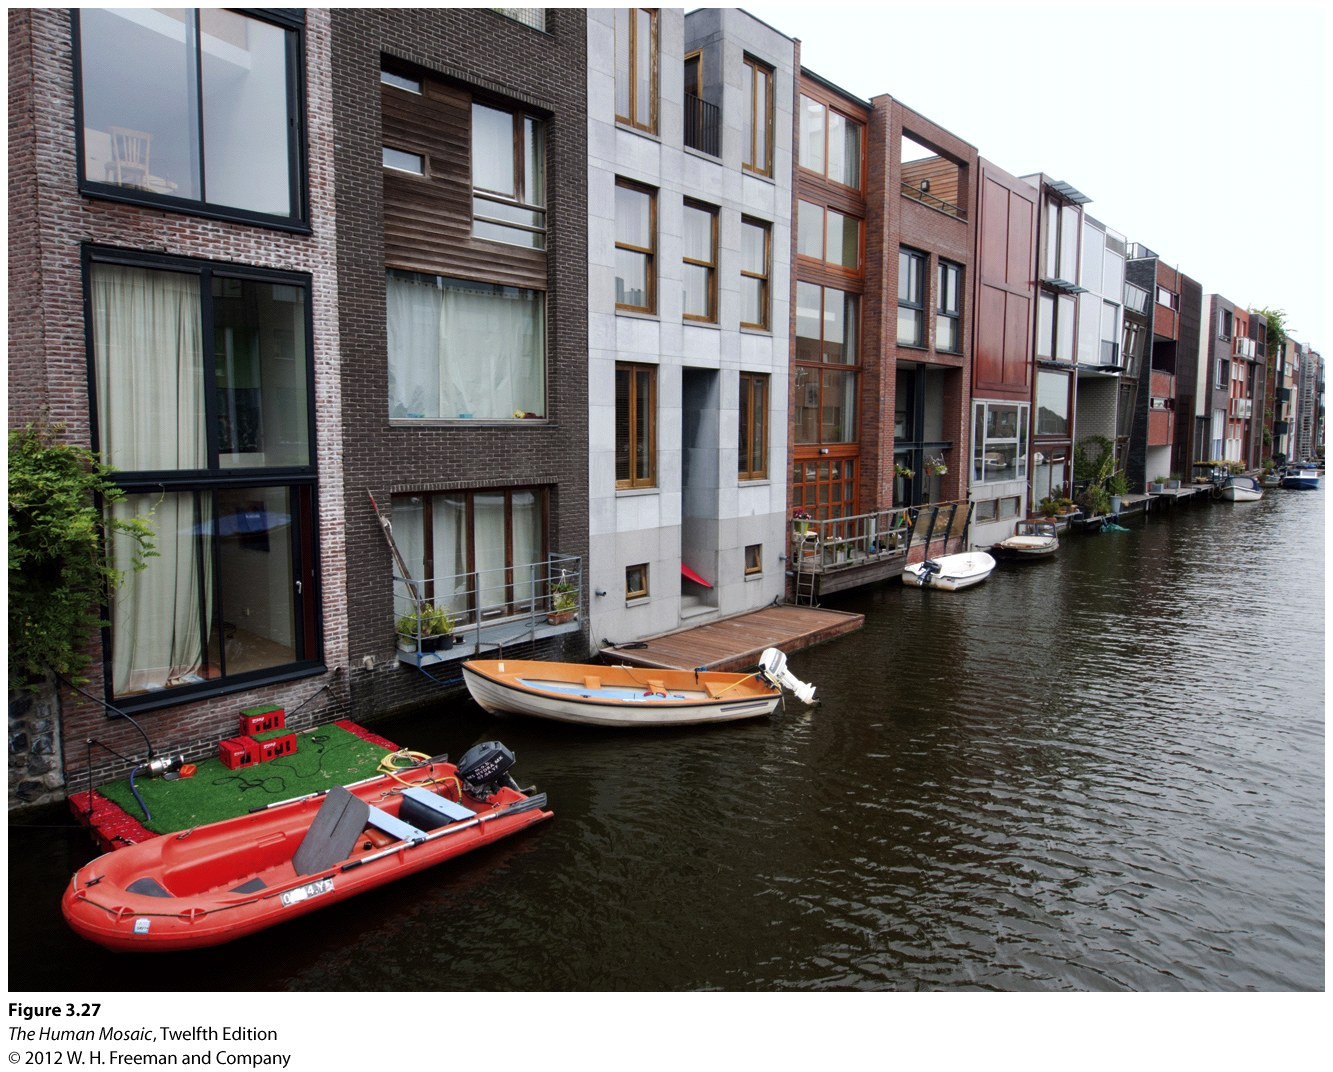 Figure 3.27
The Human Mosaic, Twelfth Edition
© 2012 W. H. Freeman and Company